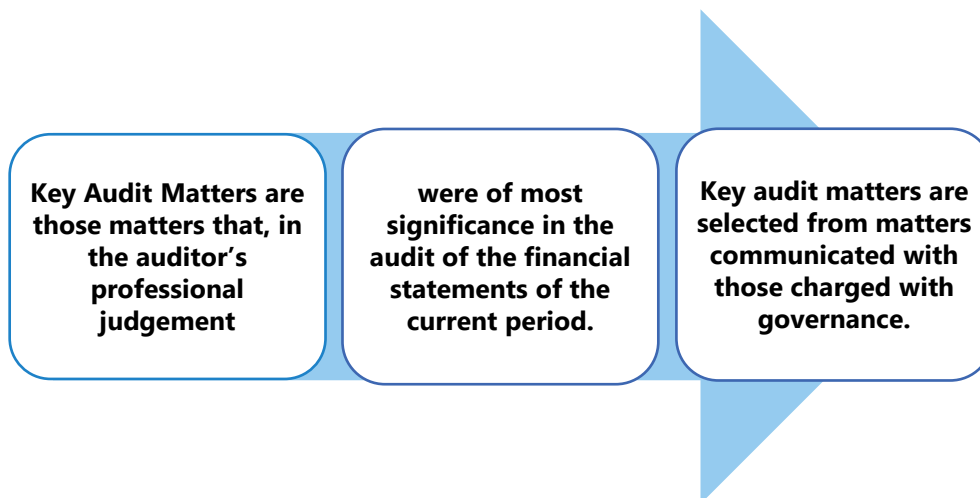 Key Audit Matters are
those matters that, in
the auditor’s
professional
judgement
were of most
significance in the
audit of the financial
statements of the
current period.
Key audit matters are
selected from matters
communicated with
those charged with
governance.